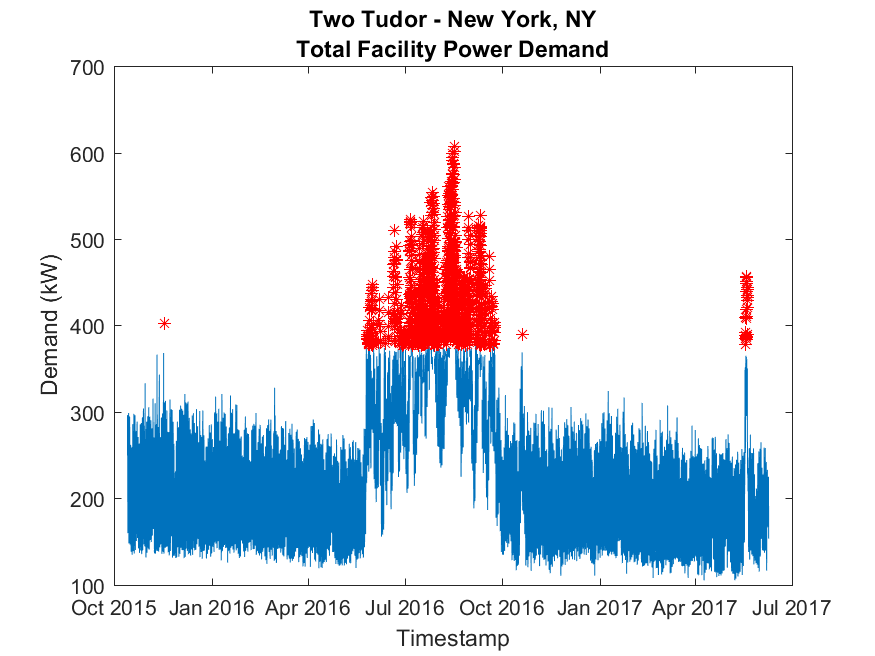 Two Tudor - New York, NY
Total Facility Power Demand
700
600
500
400
300
200
100
Demand (kW)
Oct 2015 Jan 2016 Apr 2016 Jul 2016 Oct 2016 Jan 2017 Apr 2017 Jul 2017
Timestamp